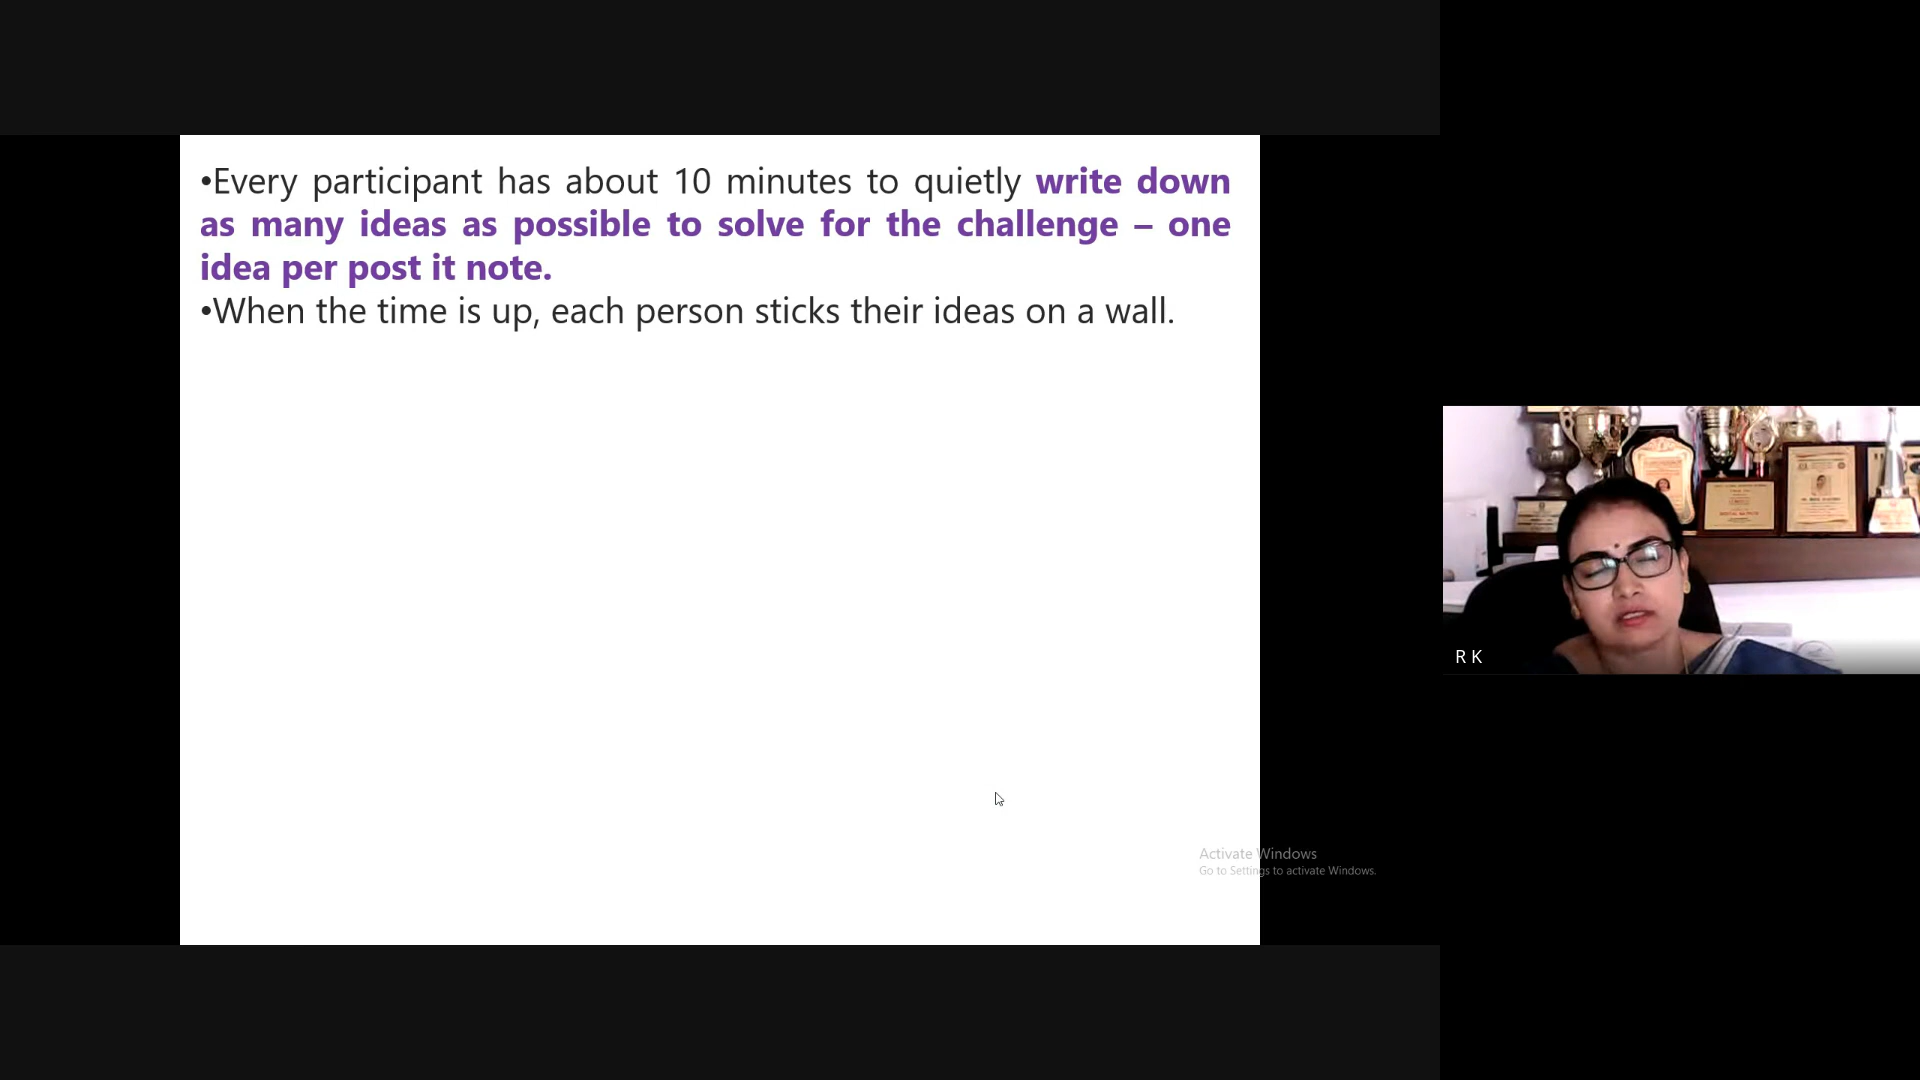 •Every participant has about 10 minutes to quietly write down
as many ideas as possible to solve for the challenge – one
idea per post it note.
•When the time is up, each person sticks their ideas on a wall.
Activate Windows
Go to Settings to activate Windows.
R K